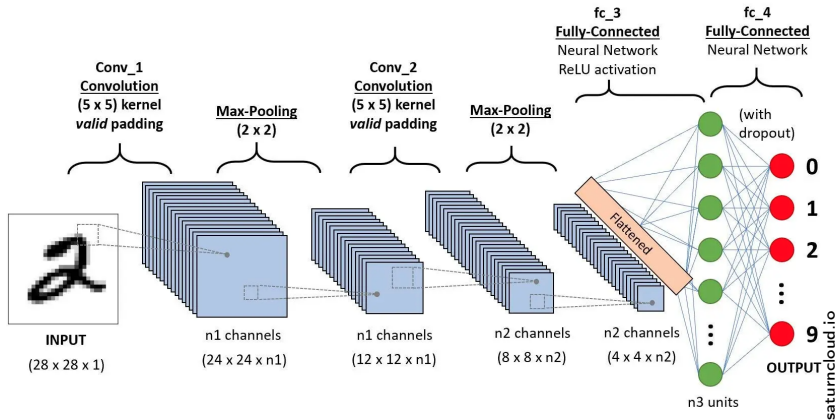 fc_3
Fully-Connected
Neural Network
ReLU activation
fc_4
Fully-Connected
Neural Network
Conv_1
Convolution
(5 x 5) kernel
valid padding
Max-Pooling
(2 x 2)
Conv_2
Convolution
(5 x 5) kernel
valid padding
Max-Pooling
(2 x 2)
(with
dropout)
2
INPUT
(28 x 28 x 1)
n1 channels
(24 x 24 x n1)
n1 channels
(12 x 12 x n1)
n2 channels
(8 x 8 x n2)
n2 channels
(4 x 4 x n2)
Flattened
n3 units
0
1
2
9
OUTPUT
saturncloud.io